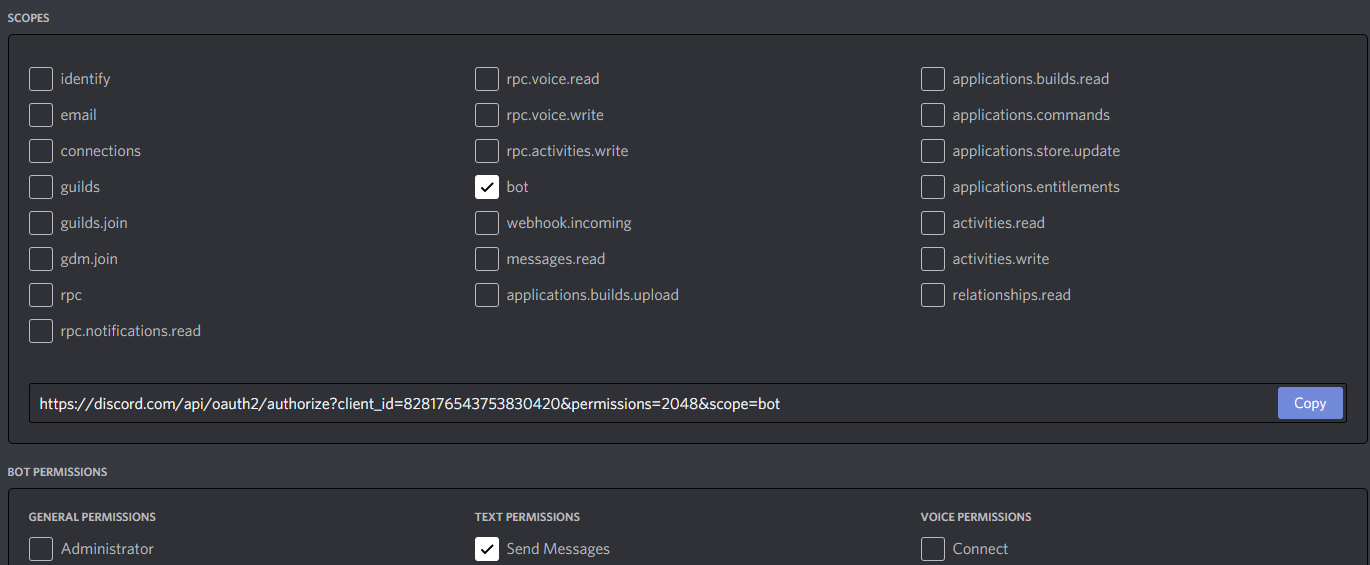 SCOPES
identify
rpc.voice.read
applications.builds.read
email
rpc.voice.write
applications.commands
connections
rpc.activities.write
applications.store.update
guilds
bot
applications.entitlements
guilds.join
webhook.incoming
activities.read
gdm.join
messages.read
activities.write
rpc
applications.builds.upload
relationships.read
rpc.notifications.read
https://discord.com/api/oauth2/authorize?client_id=828176543753830420&permissions=2048&scope=bot
Copy
BOT PERMISSIONS
GENERAL PERMISSIONS
TEXT PERMISSIONS
VOICE PERMISSIONS
Administrator
Send Messages
Connect